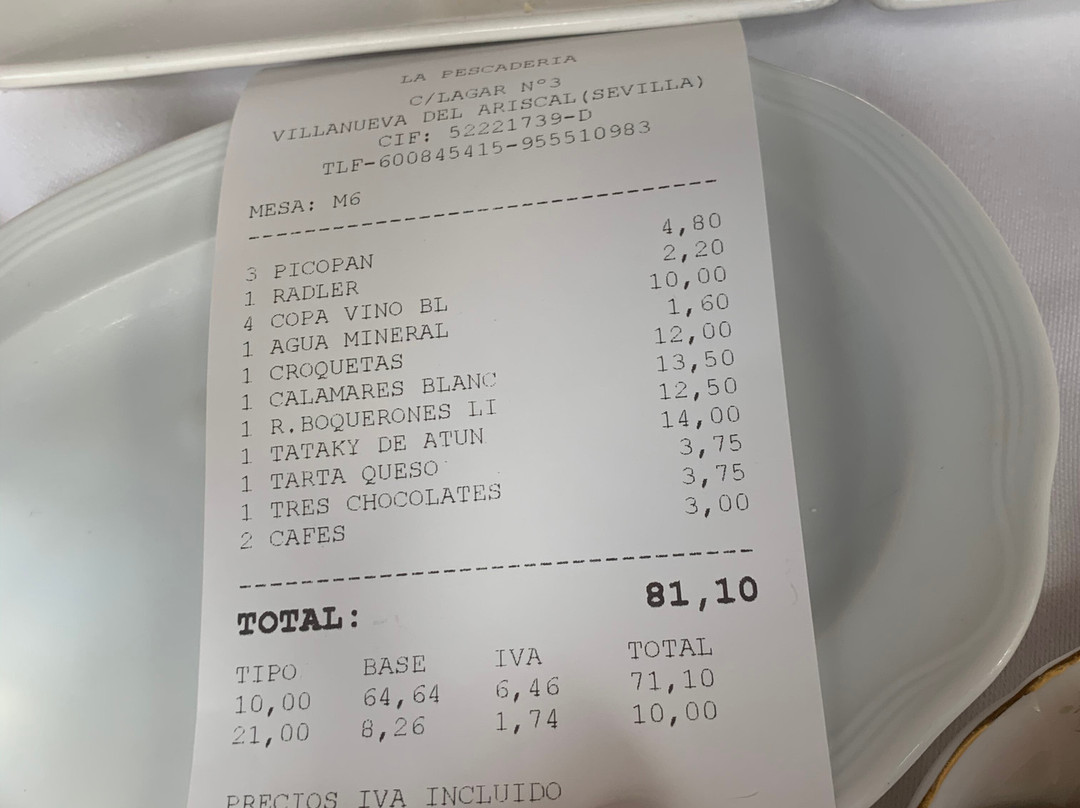 LA PESCADERIA
C/LAGAR Nº3
VILLANUEVA DEL ARISCAL(SEVILLA)
CIF: 52221739-D
TLF-600845415-955510983
MESA: M6
3 PICOPAN 4,80
1 RADLER 2,20
4 COPA VINO BL 10,00
1 AGUA MINERAL 1,60
1 CROQUETAS 12,00
1 CALAMARES BLANC 13,50
1 R.BOQUERONES LI 12,50
1 TATAKY DE ATUN 14,00
1 TARTA QUESO 3,75
1 TRES CHOCOLATES 3,75
2 CAFES 3,00
TOTAL: 81,10
TIPO BASE IVA TOTAL
10,00 64,64 6,46 71,10
21,00 8,26 1,74 10,00
PRECIOS IVA INCLUIDO